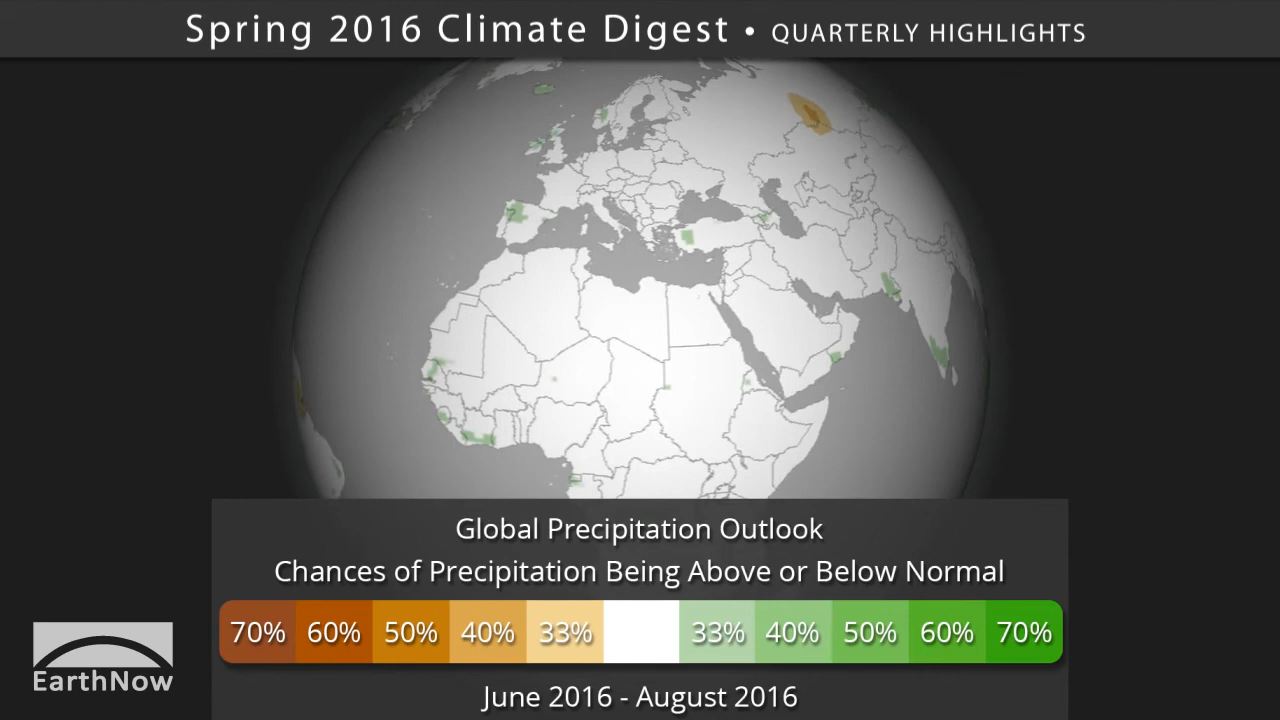 Spring 2016 Climate Digest • QUARTERLY HIGHLIGHTS
Global Precipitation Outlook
Chances of Precipitation Being Above or Below Normal
70% 60% 50% 40% 33% 33% 40% 50% 60% 70%
EarthNow
June 2016 - August 2016